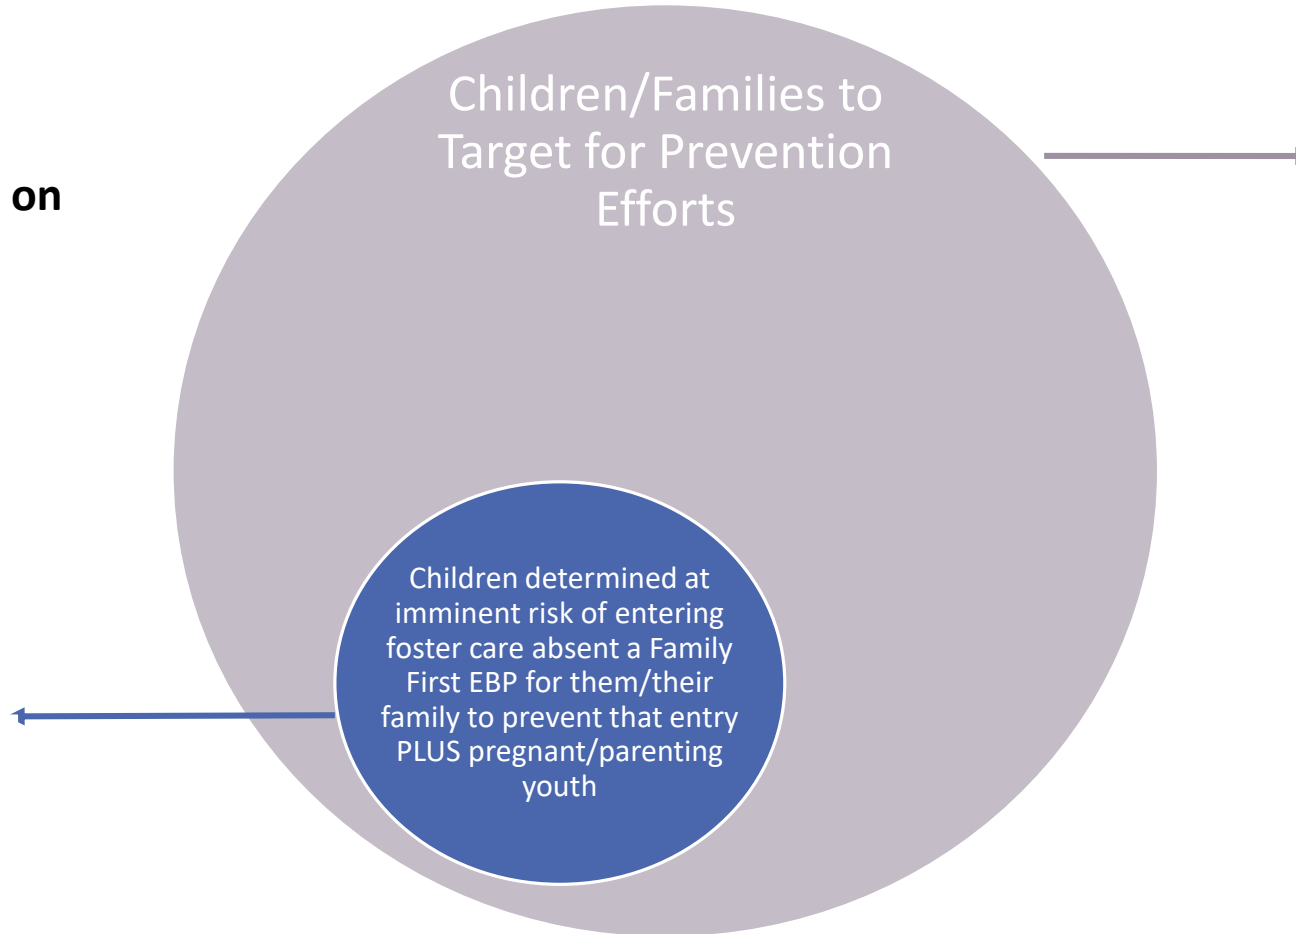 Children/Families to
Target for Prevention
Efforts
on
Children determined at
imminent risk of entering
foster care absent a Family
First EBP for them/their
family to prevent that entry
PLUS pregnant/parenting
youth